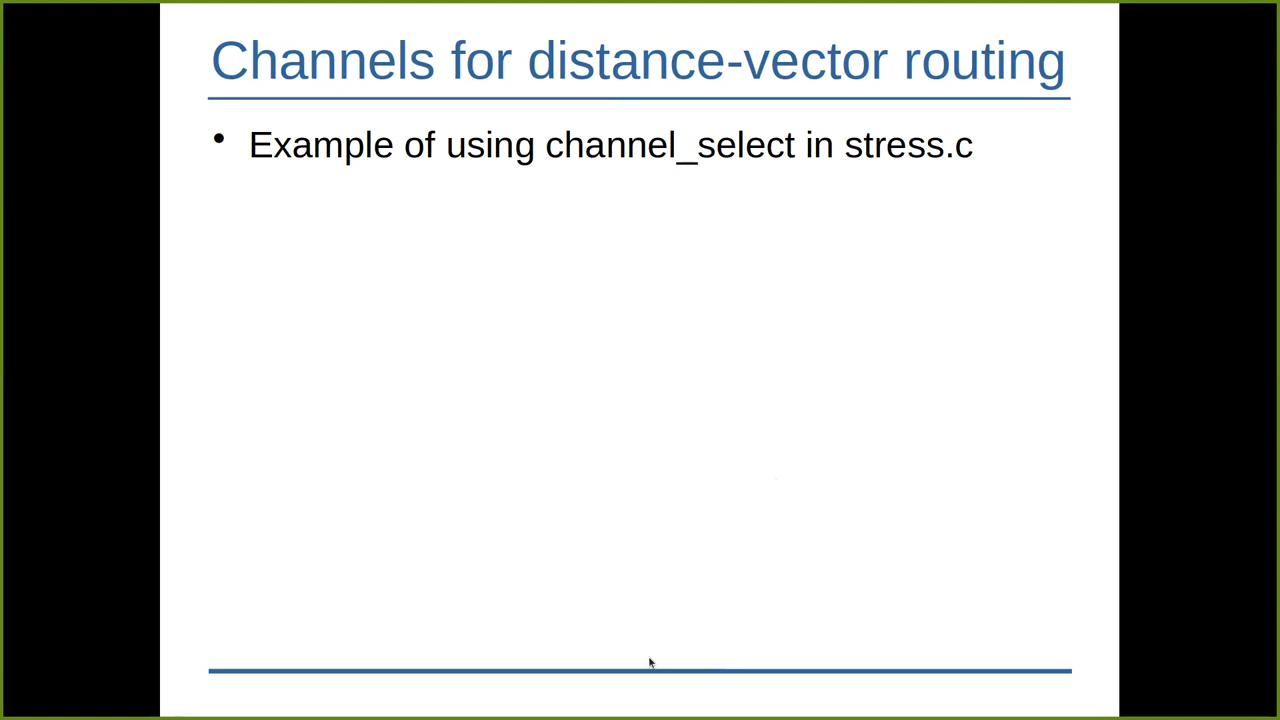 Channels for distance-vector routing
• Example of using channel_select in stress.c